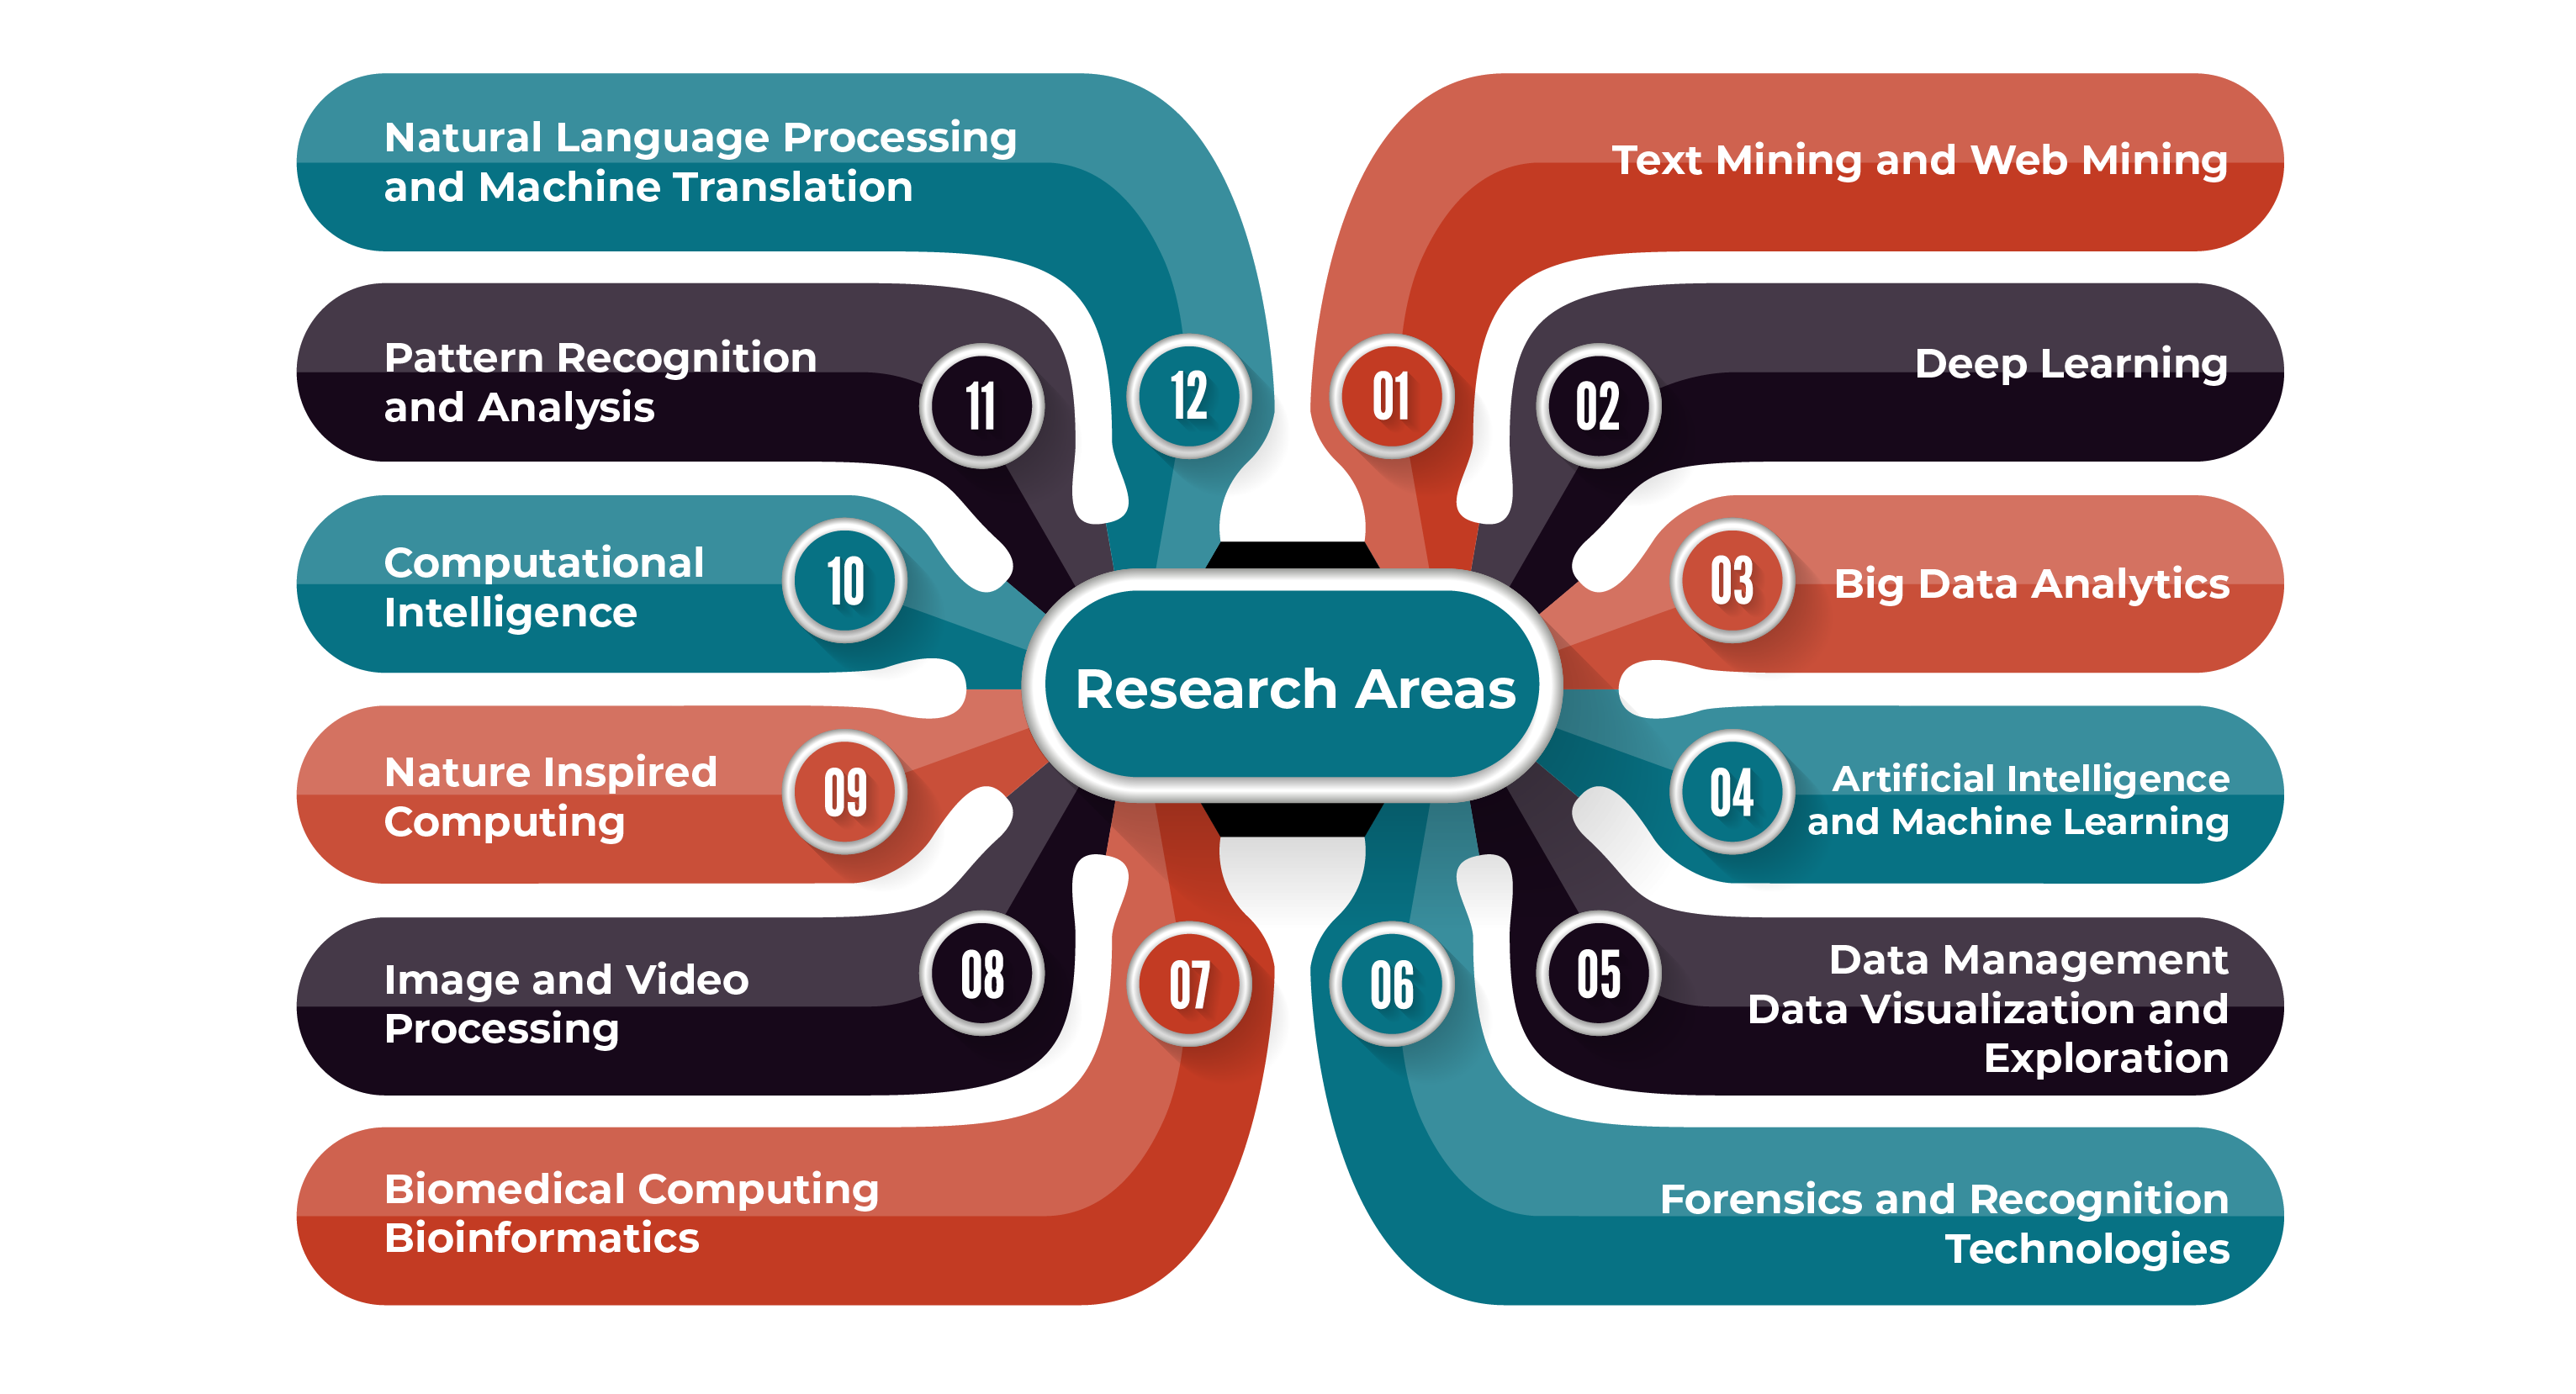 Research Areas
01
Text Mining and Web Mining
02
Deep Learning
03
Big Data Analytics
04
Artificial Intelligence
and Machine Learning
05
Data Management
Data Visualization and
Exploration
06
Forensics and Recognition
Technologies
07
Biomedical Computing
Bioinformatics
08
Image and Video
Processing
09
Nature Inspired
Computing
10
Computational
Intelligence
11
Pattern Recognition
and Analysis
12
Natural Language Processing
and Machine Translation